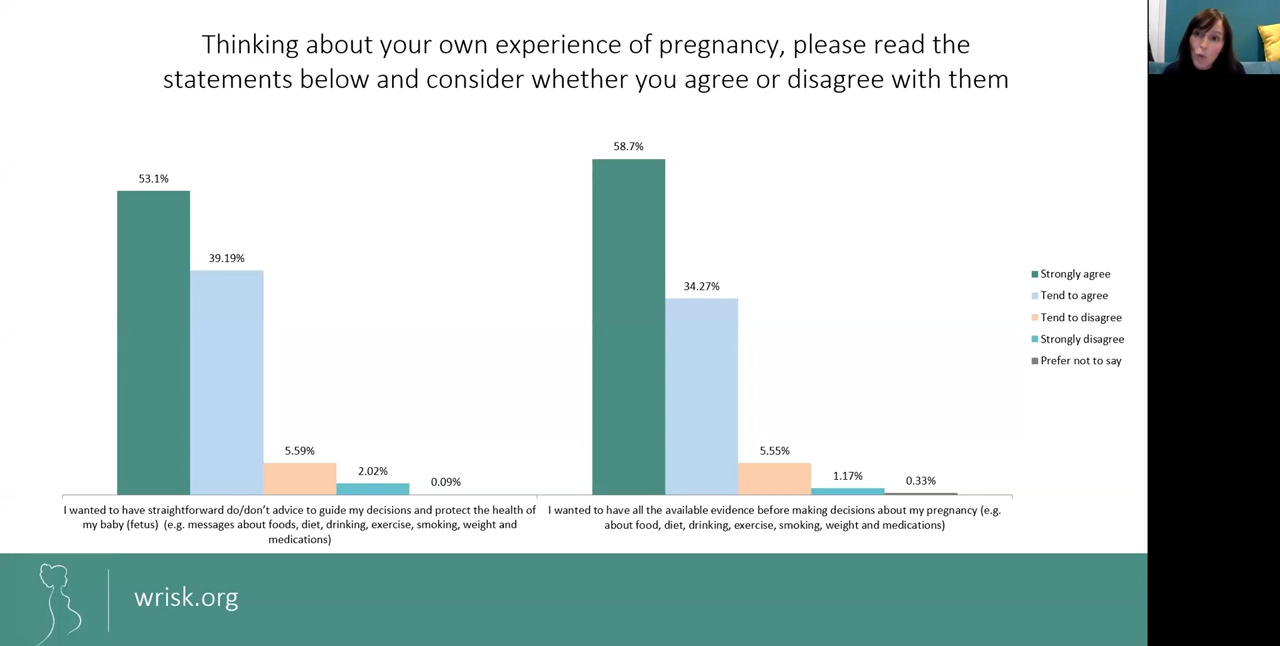 Thinking about your own experience of pregnancy, please read the
statements below and consider whether you agree or disagree with them
53.1%
39.19%
5.59%
2.02%
0.09%
58.7%
34.27%
5.55%
1.17%
0.33%
Strongly agree
Tend to agree
Tend to disagree
Strongly disagree
Prefer not to say
I wanted to have straightforward do/don’t advice to guide my decisions and protect the health of
my baby (fetus) (e.g. messages about foods, diet, drinking, exercise, smoking, weight and
medications)
I wanted to have all the available evidence before making decisions about my pregnancy (e.g.
about food, diet, drinking, exercise, smoking, weight and medications)
wrisk.org